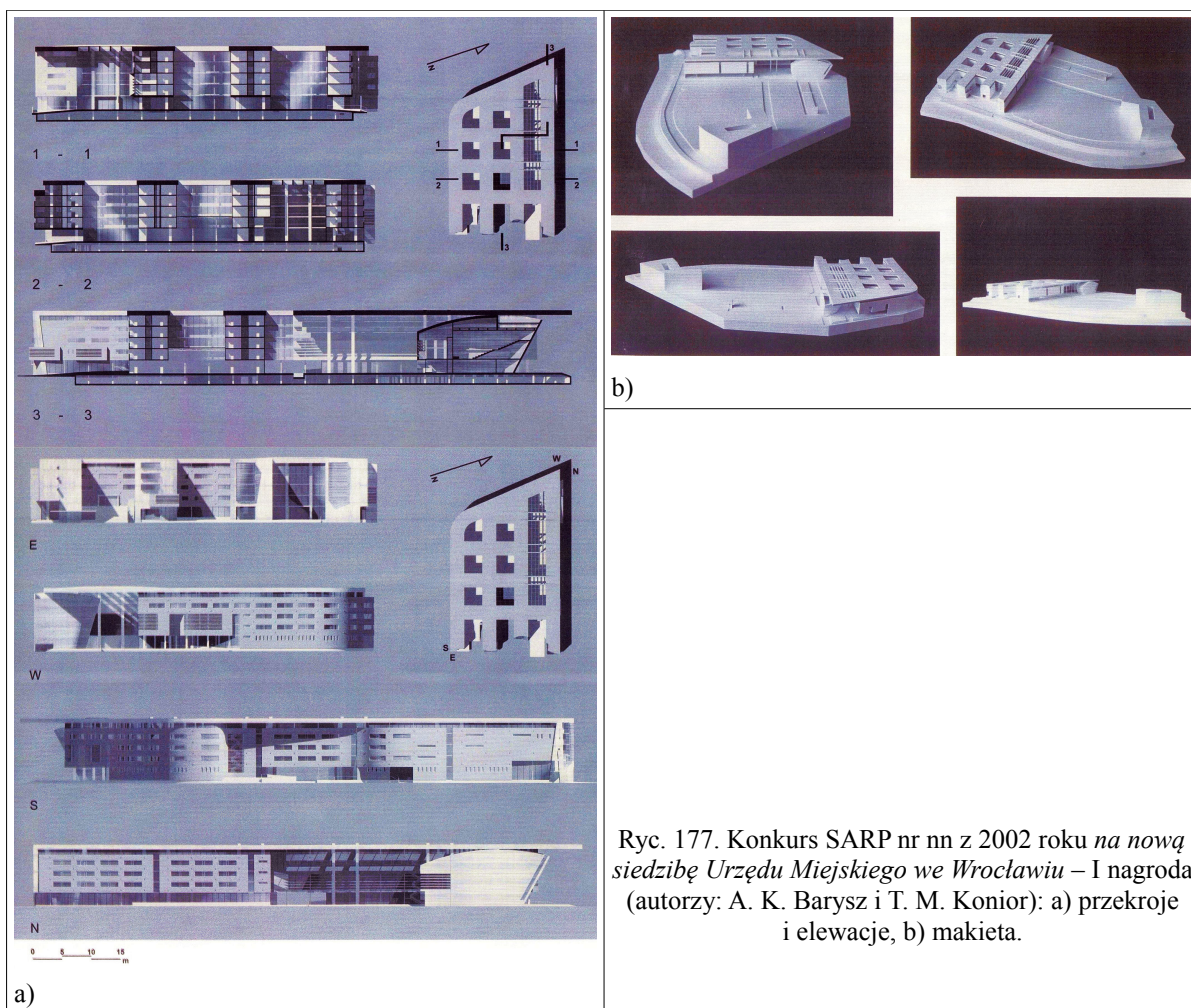 N
3
1 - 1
1 1
2 2
3
2 - 2
3 - 3
N
W
N
E
S
E
W
S
N
0 5 10 15
m
a)
b)
Ryc. 177. Konkurs SARP nr nn z 2002 roku na nową
siedzibę Urzędu Miejskiego we Wrocławiu – I nagroda
(autorzy: A. K. Barysz i T. M. Konior): a) przekroje
i elewacje, b) makieta.